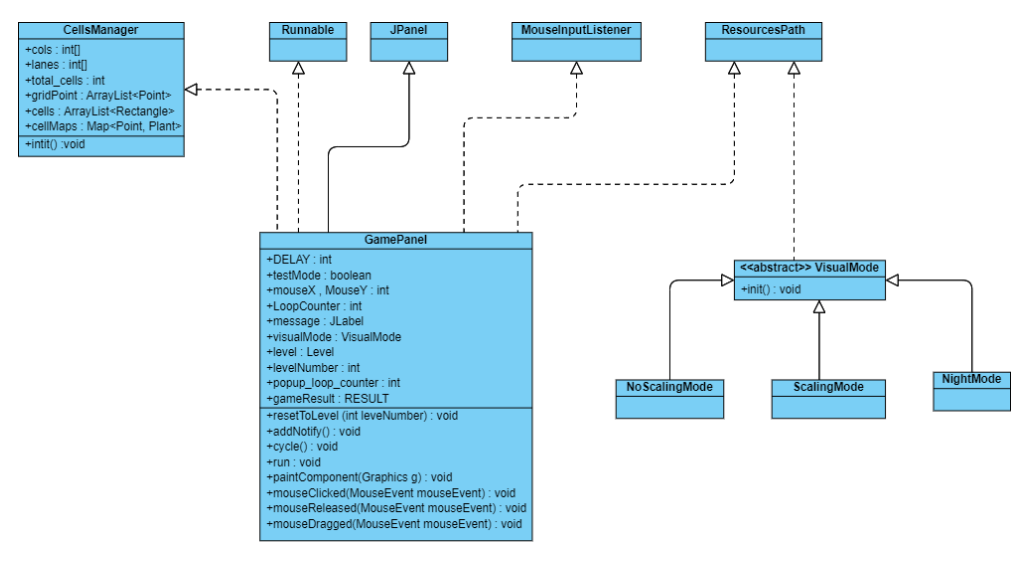 CellsManager
+cols : int[]
+lanes : int[]
+total_cells : int
+gridPoint : ArrayList<Point>
+cells : ArrayList<Rectangle>
+cellMaps : Map<Point, Plant>
+intit() :void
Runnable
JPanel
MouseInputListener
ResourcesPath
GamePanel
+DELAY : int
+testMode : boolean
+mouseX , MouseY : int
+LoopCounter : int
+message : JLabel
+visualMode : VisualMode
+level : Level
+levelNumber : int
+popup_loop_counter : int
+gameResult : RESULT
+resetToLevel (int leveNumber) : void
+addNotify() : void
+cycle() : void
+run : void
+paintComponent(Graphics g) : void
+mouseClicked(MouseEvent mouseEvent) : void
+mouseReleased(MouseEvent mouseEvent) : void
+mouseDragged(MouseEvent mouseEvent) : void
<<abstract>> VisualMode
+init() : void
NoScalingMode
ScalingMode
NightMode